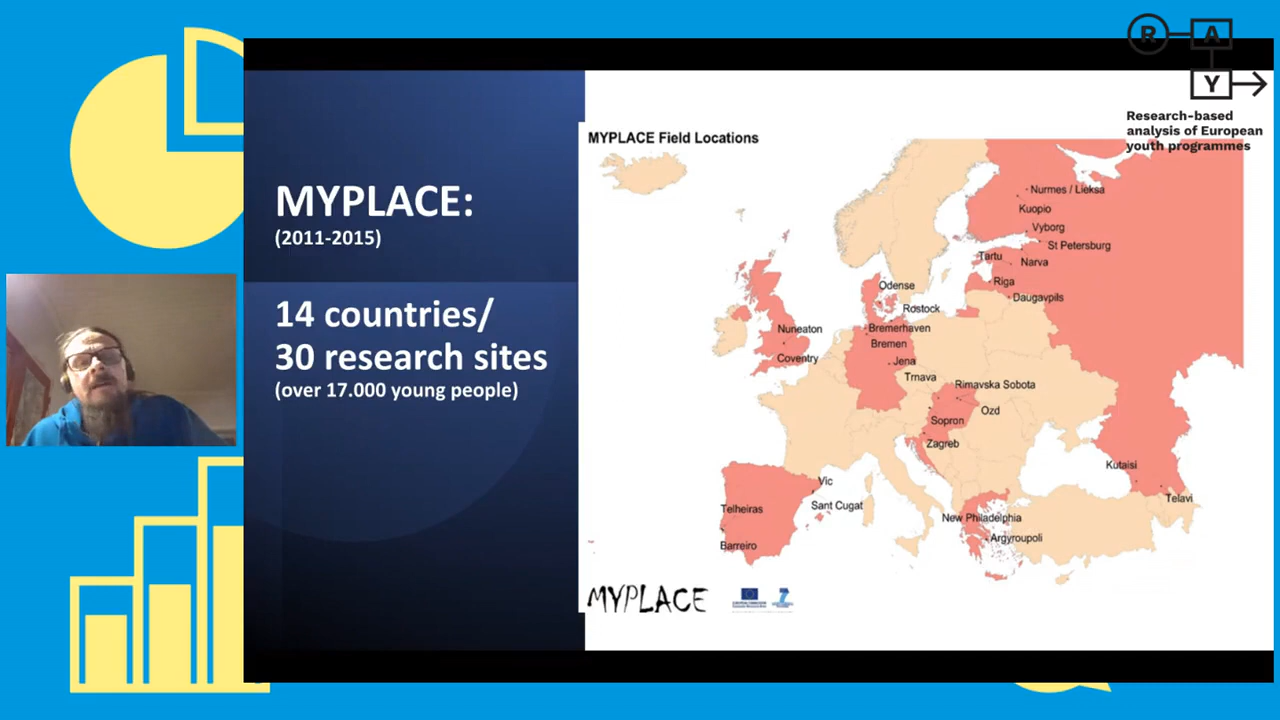 R A
Y
Research-based
analysis of European
youth programmes
MYPLACE:
(2011-2015)
14 countries/
30 research sites
(over 17.000 young people)
MYPLACE Field Locations
Nurmes / Lieksa
Kuopio
Vyborg
St Petersburg
Tartu
Narva
Riga
Daugavpils
Odense
Rostock
Nuneaton
Bremerhaven
Bremen
Coventry
Jena
Trnava
Rimavska Sobota
Ozd
Sopron
Zagreb
Kutaisi
Vic
Telavi
Sant Cugat
Telheiras
New Philadelphia
Argyroupoli
Barreiro
MYPLACE